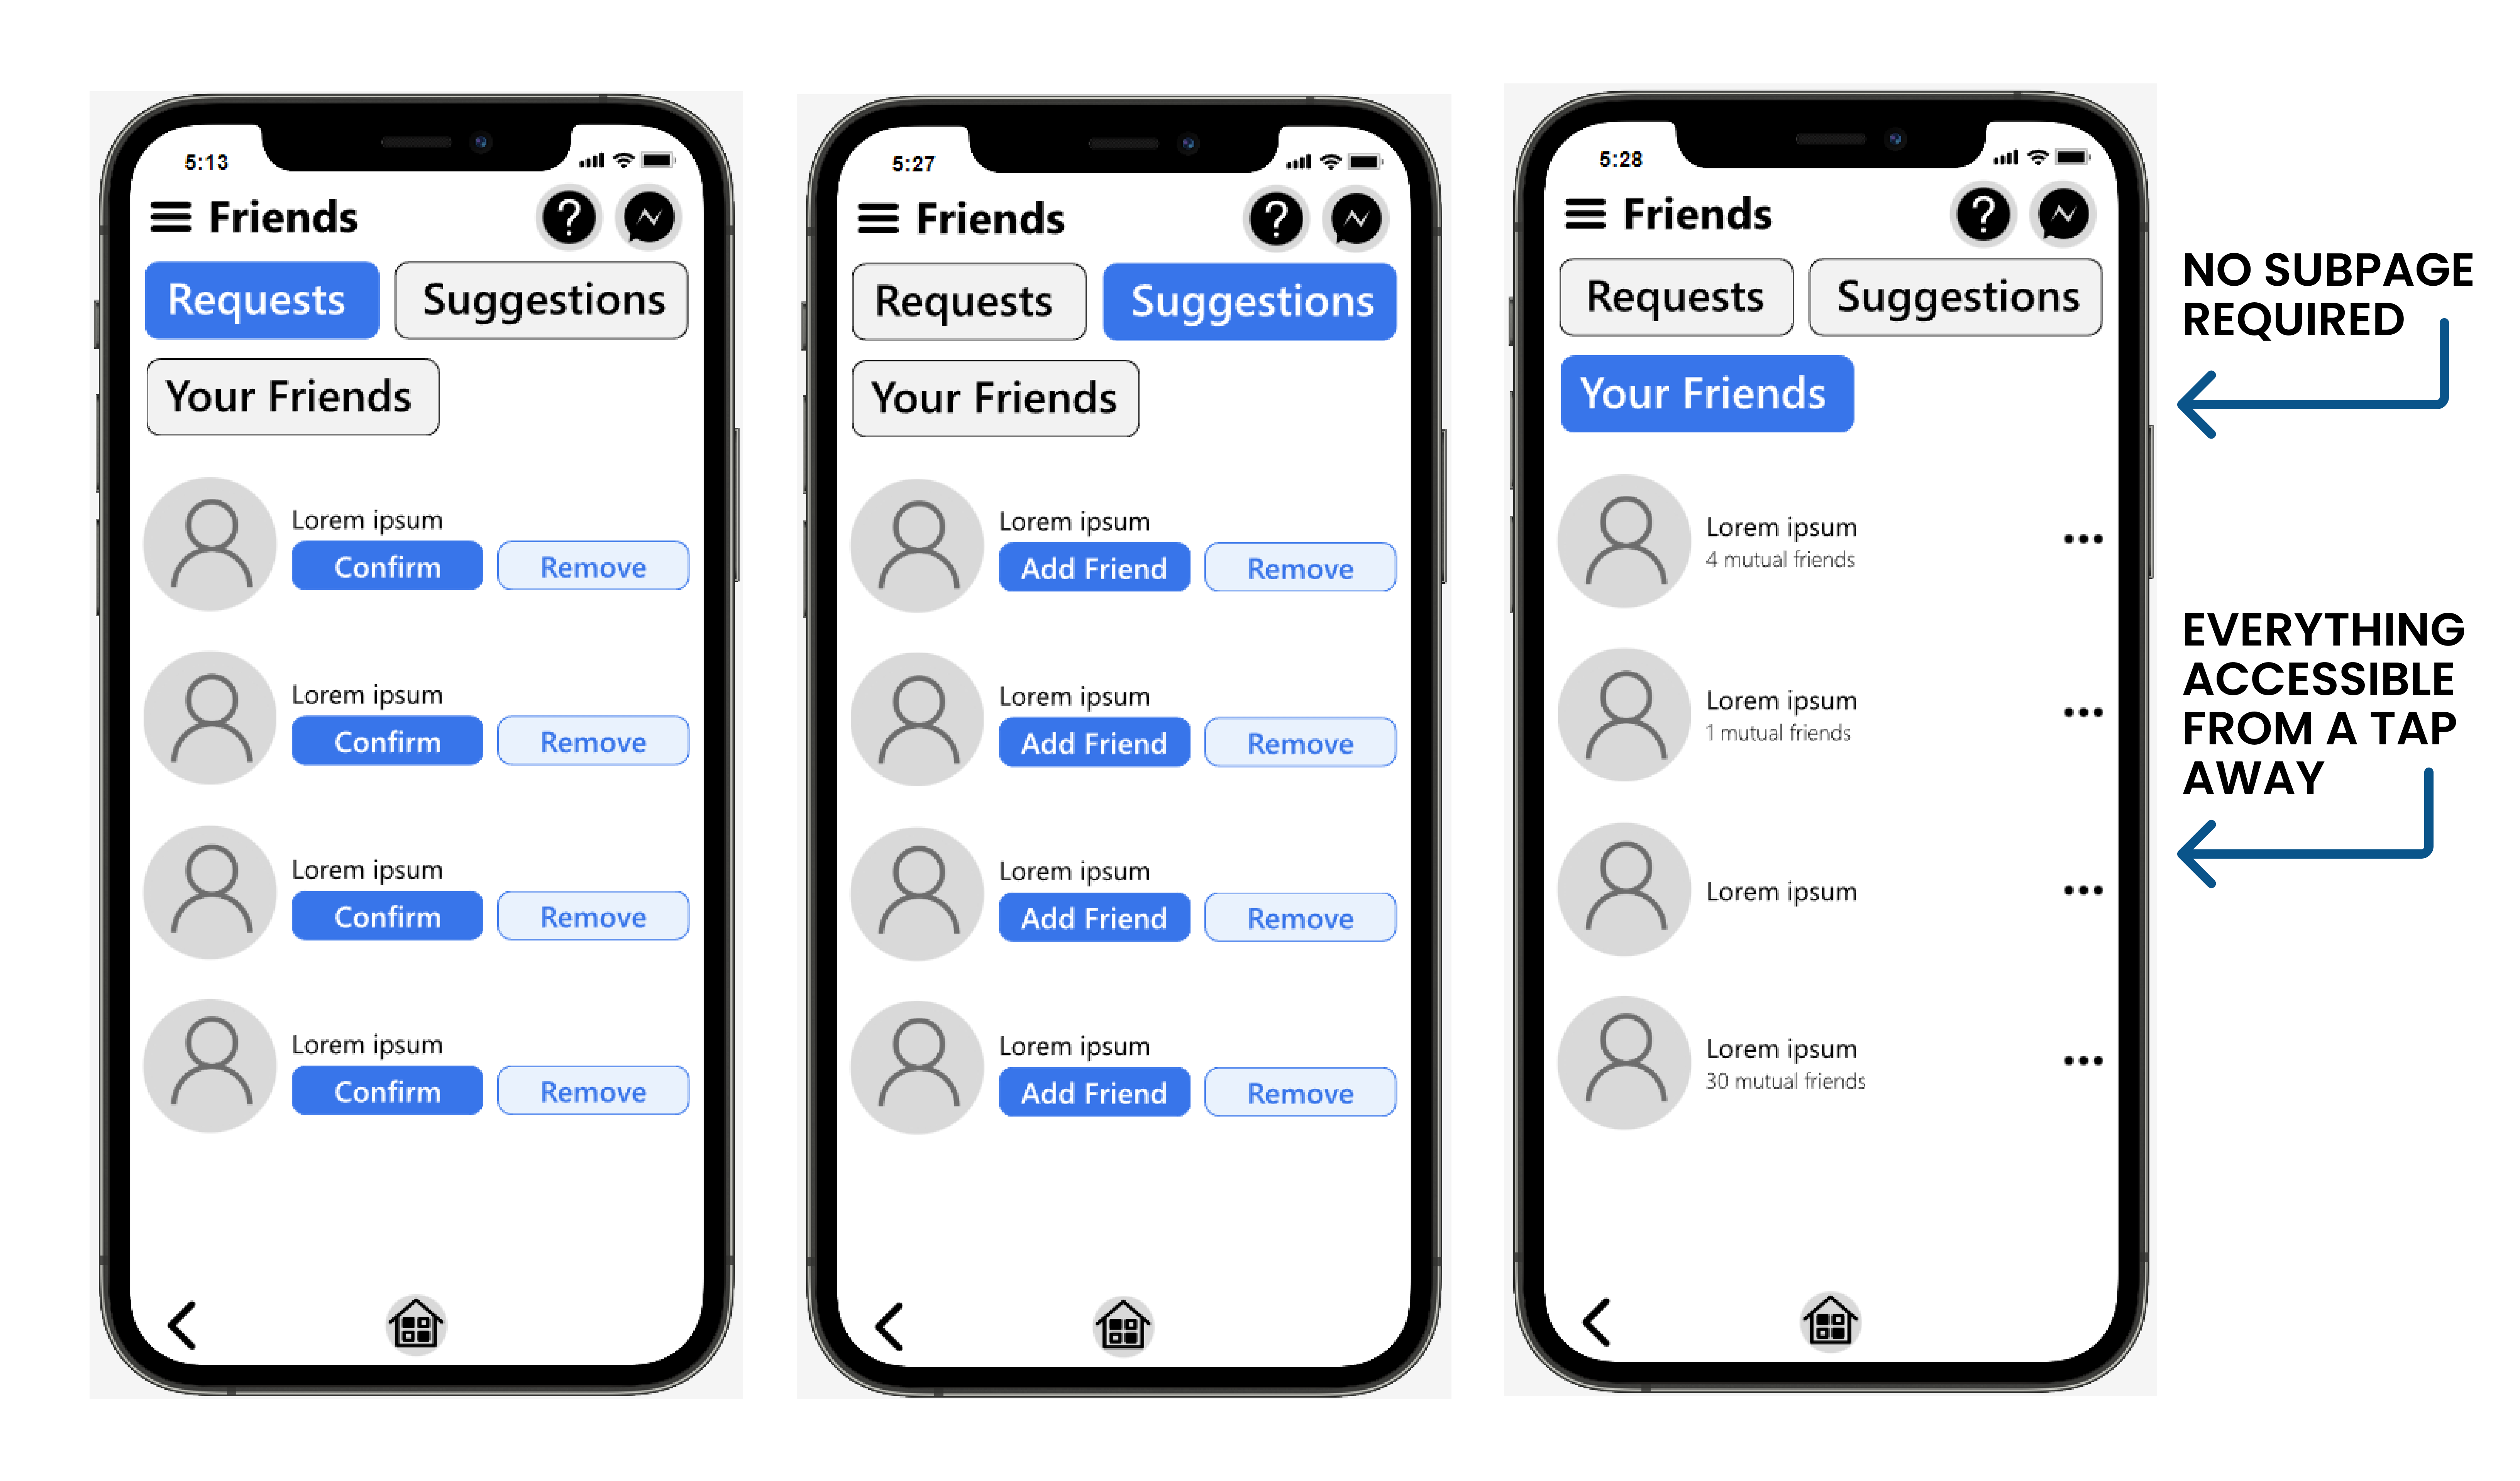 5:13
Friends
?
Requests Suggestions
Your Friends
Lorem ipsum
Confirm Remove
Lorem ipsum
Confirm Remove
Lorem ipsum
Confirm Remove
Lorem ipsum
Confirm Remove
5:27
Friends
?
Requests Suggestions
Your Friends
Lorem ipsum
Add Friend Remove
Lorem ipsum
Add Friend Remove
Lorem ipsum
Add Friend Remove
Lorem ipsum
Add Friend Remove
5:28
Friends
?
Requests Suggestions
Your Friends
Lorem ipsum
4 mutual friends
Lorem ipsum
1 mutual friends
Lorem ipsum
Lorem ipsum
30 mutual friends
NO SUBPAGE
REQUIRED
EVERYTHING
ACCESSIBLE
FROM A TAP
AWAY